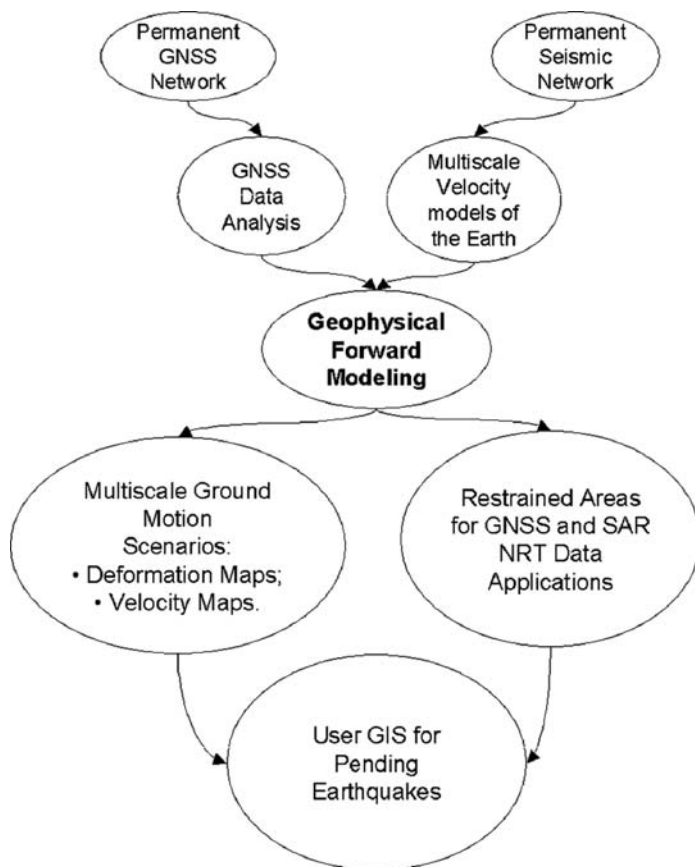 Permanent
GNSS
Network
Permanent
Seismic
Network
GNSS
Data
Analysis
Multiscale
Velocity
models of
the Earth
Geophysical
Forward
Modeling
Multiscale Ground
Motion
Scenarios:
• Deformation Maps;
• Velocity Maps.
Restrained Areas
for GNSS and SAR
NRT Data
Applications
User GIS for
Pending
Earthquakes